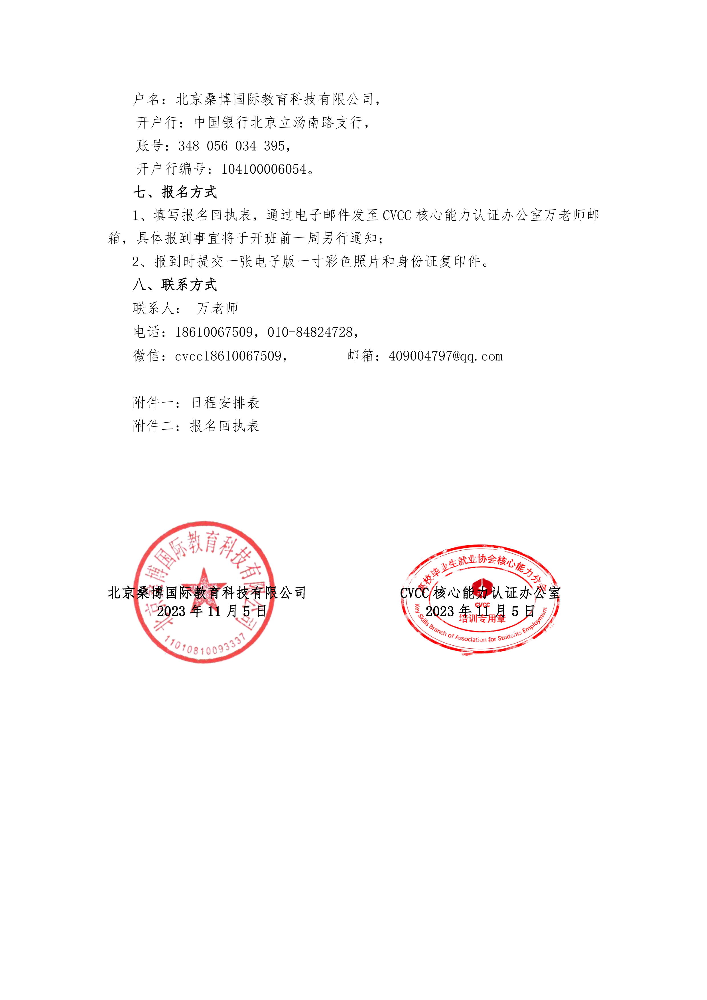 户名：北京桑博国际教育科技有限公司，
开户行：中国银行北京立汤南路支行，
账号：348 056 034 395，
开户行编号：104100006054。
七、报名方式
1、填写报名回执表，通过电子邮件发至 CVCC 核心能力认证办公室万老师邮
箱，具体报到事宜将于开班前一周另行通知；
2、报到时提交一张电子版一寸彩色照片和身份证复印件。
八、联系方式
联系人： 万老师
电话：18610067509，010-84824728，
微信：cvcc18610067509， 邮箱：409004797@qq.com
附件一：日程安排表
附件二：报名回执表
北京桑博国际教育科技有限公司
2023 年 11 月 5 日
北京桑博国际教育科技有限公司
11010810093337
CVCC 核心能力认证办公室
2023 年 11 月 5 日
高校毕业生就业协会核心能力分会
CVCC
培训专用章
Key Skills Branch of Association for Students Employment